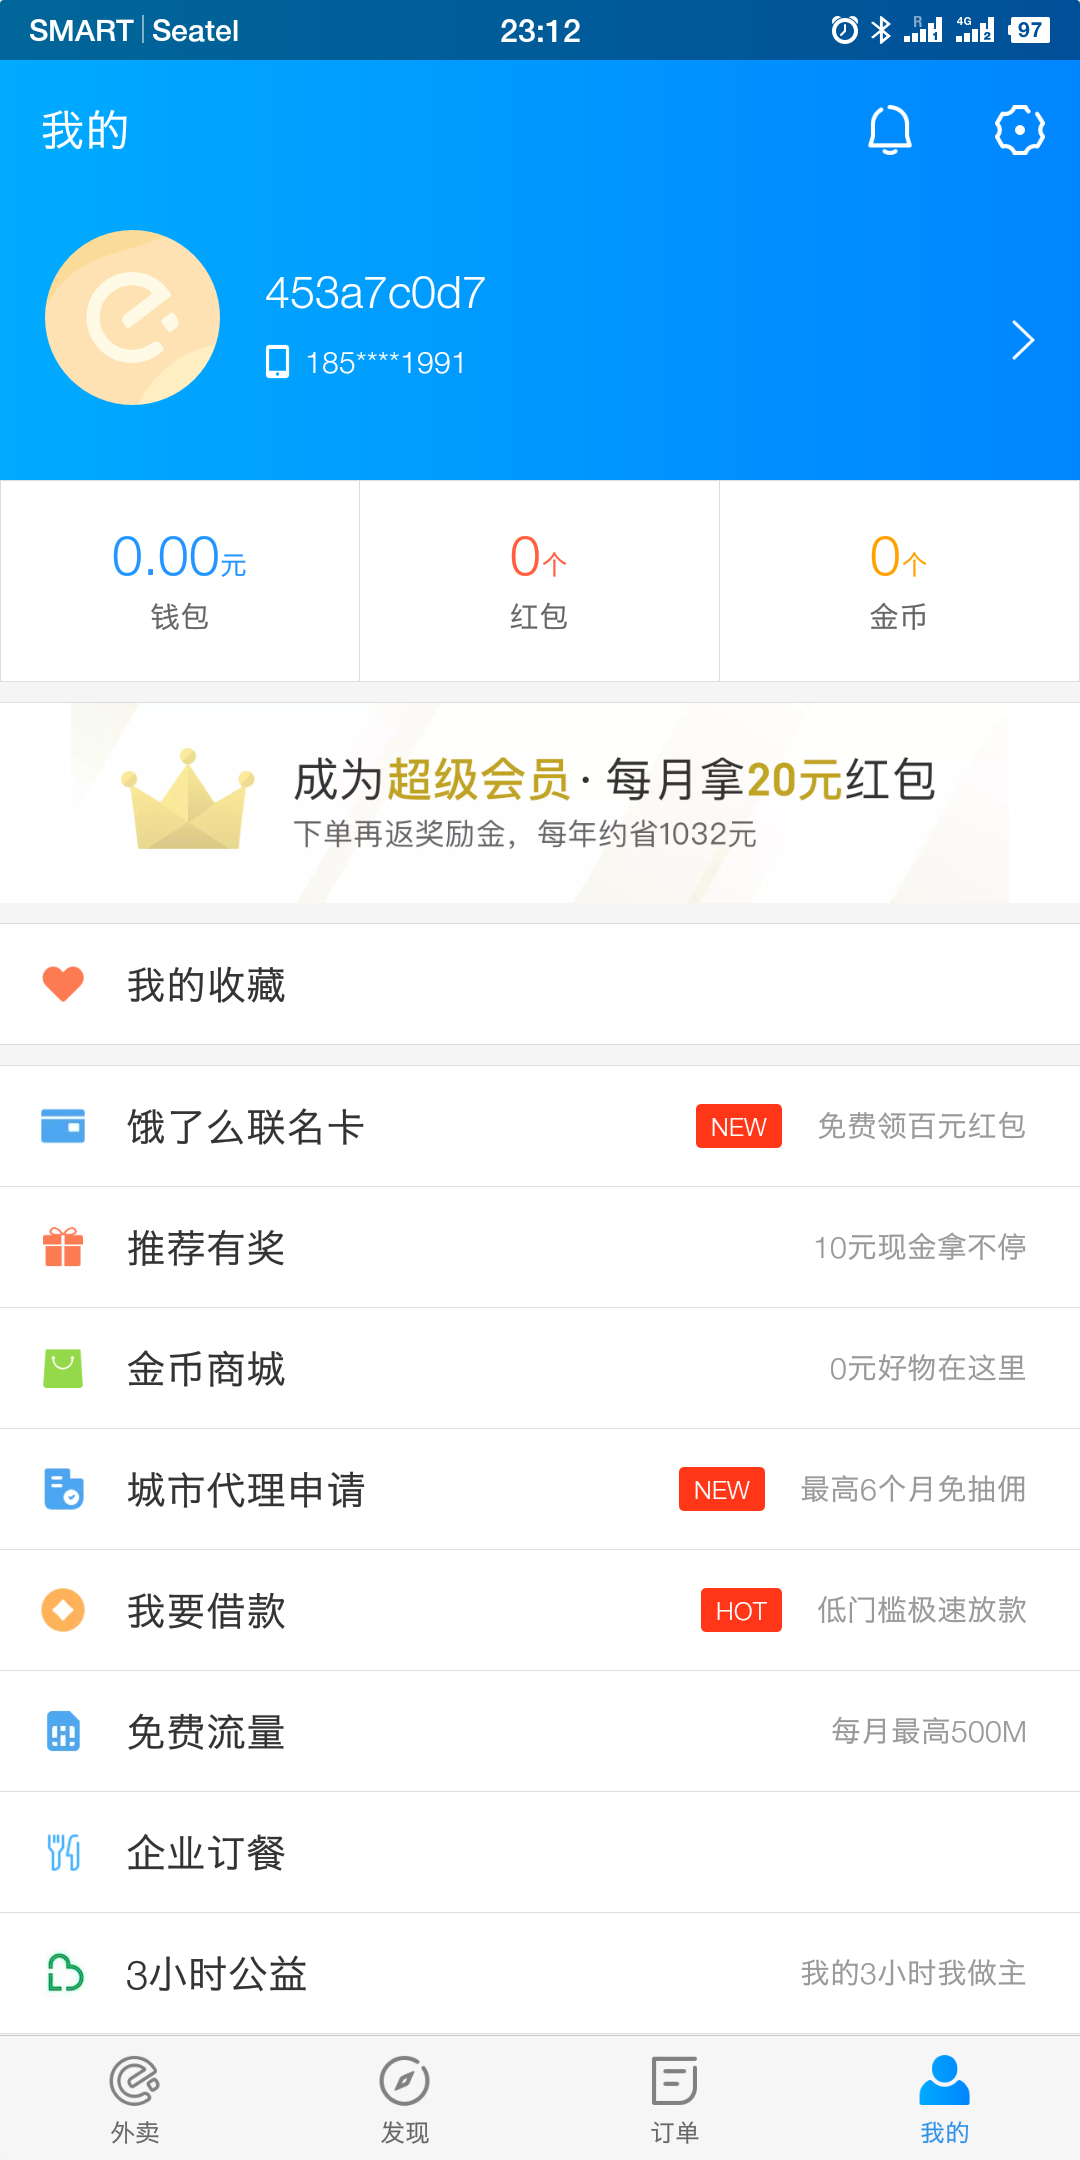 SMART | Seatel 23:12 R 1 4G 2 97
我的
453a7c0d7
185****1991
0.00元 0个 0个
钱包 红包 金币
成为超级会员·每月拿20元红包
下单再返奖励金，每年约省1032元
我的收藏
饿了么联名卡 NEW 免费领百元红包
推荐有奖 10元现金拿不停
金币商城 0元好物在这里
城市代理申请 NEW 最高6个月免抽佣
我要借款 HOT 低门槛极速放款
免费流量 每月最高500M
企业订餐
3小时公益 我的3小时我做主
外卖 发现 订单 我的